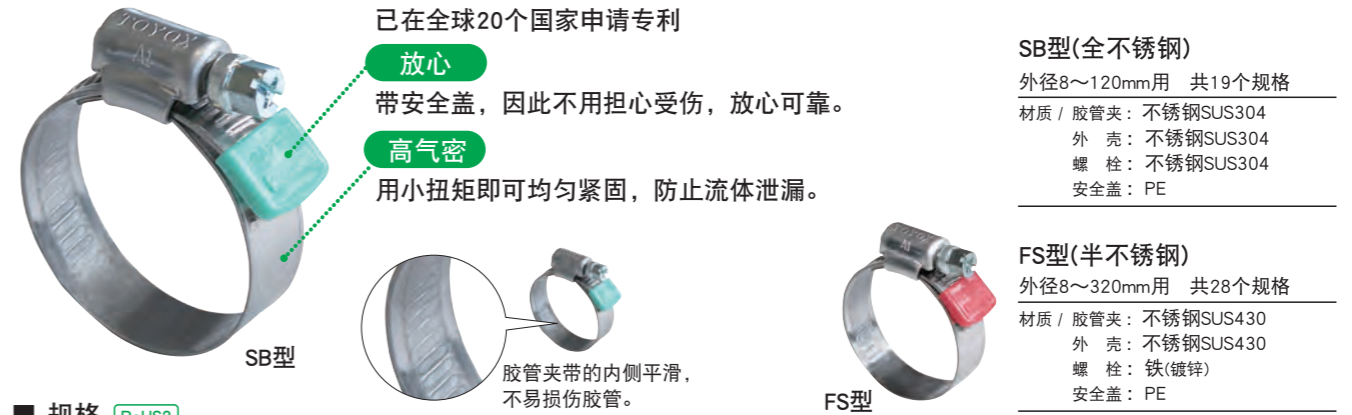 TOYOX
已在全球20个国家申请专利
放心
带安全盖，因此不用担心受伤，放心可靠。
高气密
用小扭矩即可均匀紧固，防止流体泄漏。
SB型
胶管夹带的内侧平滑，
不易损伤胶管。
FS型
SB型(全不锈钢)
外径8～120mm用　共19个规格
材质 / 胶管夹：不锈钢SUS304
外　壳：不锈钢SUS304
螺　栓：不锈钢SUS304
安全盖：PE
FS型(半不锈钢)
外径8～320mm用　共28个规格
材质 / 胶管夹：不锈钢SUS430
外　壳：不锈钢SUS430
螺　栓：铁(镀锌)
安全盖：PE
■ 规格 RoHS2